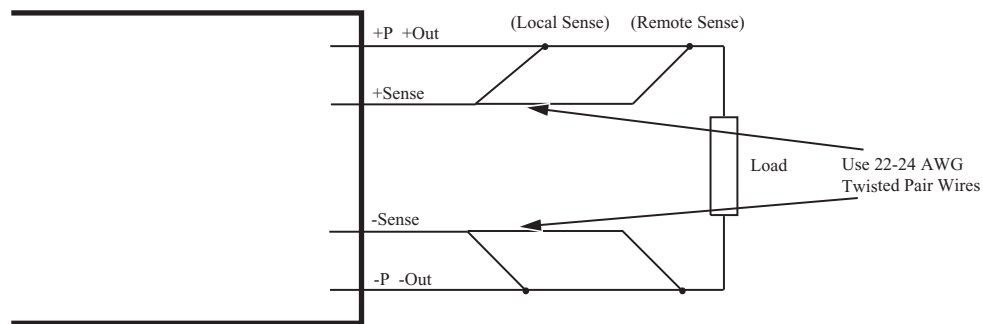 (Local Sense) (Remote Sense)
+P +Out
+Sense
Load
Use 22-24 AWG
Twisted Pair Wires
-Sense
-P -Out